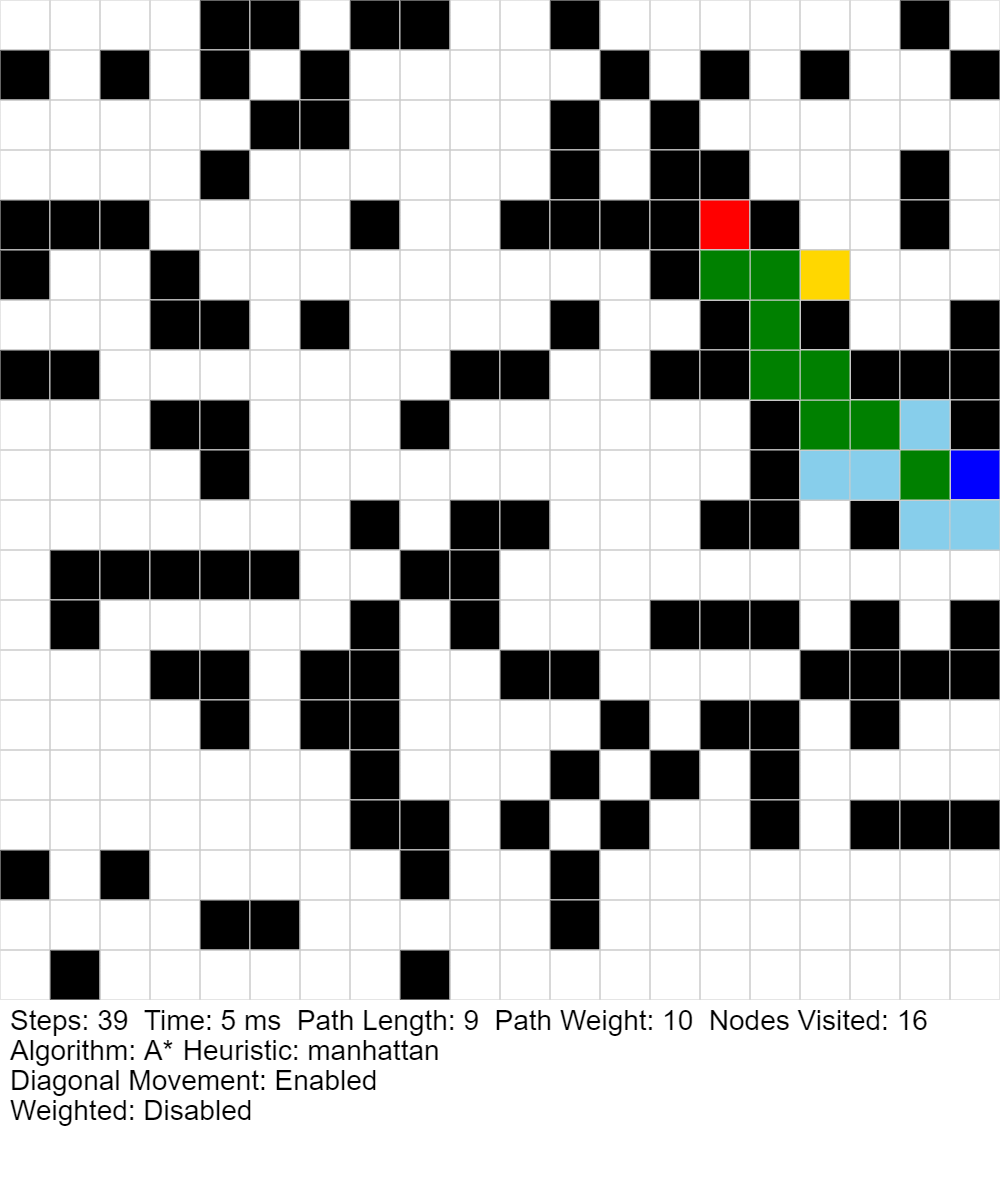 Steps: 39  Time: 5 ms  Path Length: 9  Path Weight: 10  Nodes Visited: 16
Algorithm: A* Heuristic: manhattan
Diagonal Movement: Enabled
Weighted: Disabled